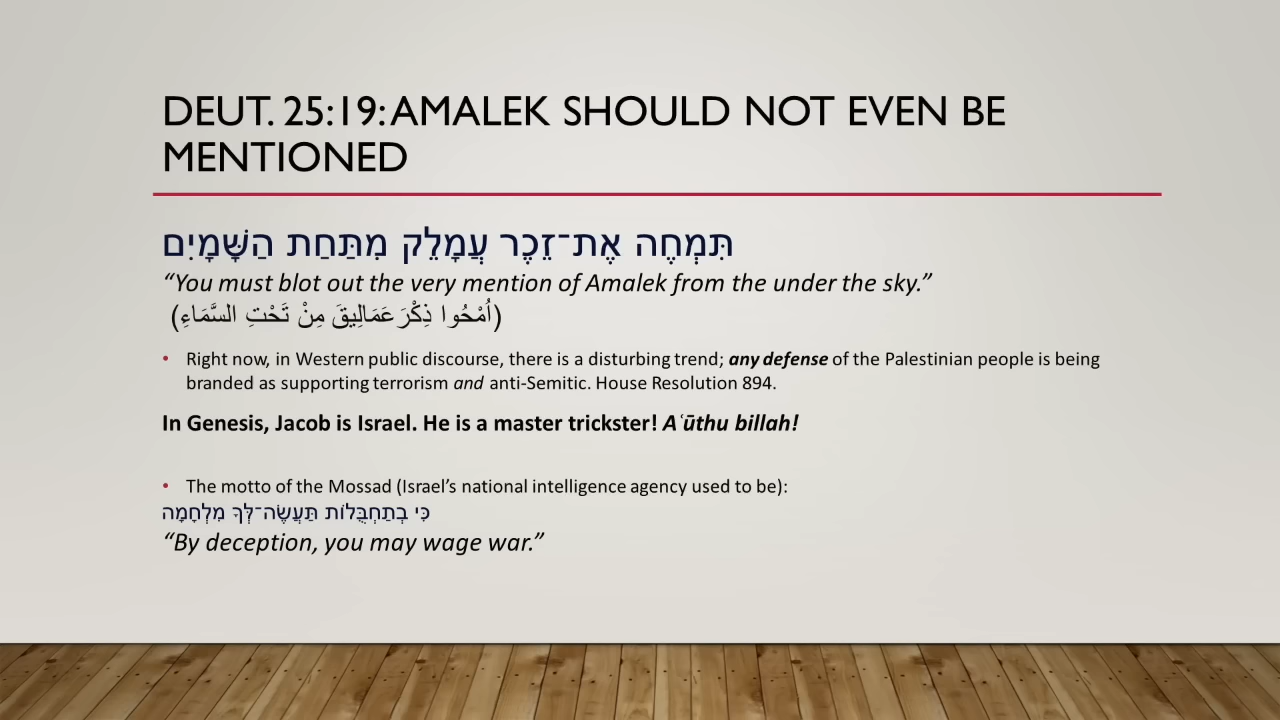 DEUT. 25:19: AMALEK SHOULD NOT EVEN BE
MENTIONED
תִּמְחֶה אֶת־זֵכֶר עֲמָלֵק מִתַּחַת הַשָּׁמָיִם
“You must blot out the very mention of Amalek from the under the sky.”
(اُمْحُوا ذِكْرَ عَمَالِيقَ مِنْ تَحْتِ السَّمَاءِ)
• Right now, in Western public discourse, there is a disturbing trend; any defense of the Palestinian people is being
branded as supporting terrorism and anti-Semitic. House Resolution 894.
In Genesis, Jacob is Israel. He is a master trickster! Aʿūthu billah!
• The motto of the Mossad (Israel’s national intelligence agency used to be):
כִּי בְתַחְבֻּלוֹת תַּעֲשֶׂה־לְּךָ מִלְחָמָה
“By deception, you may wage war.”